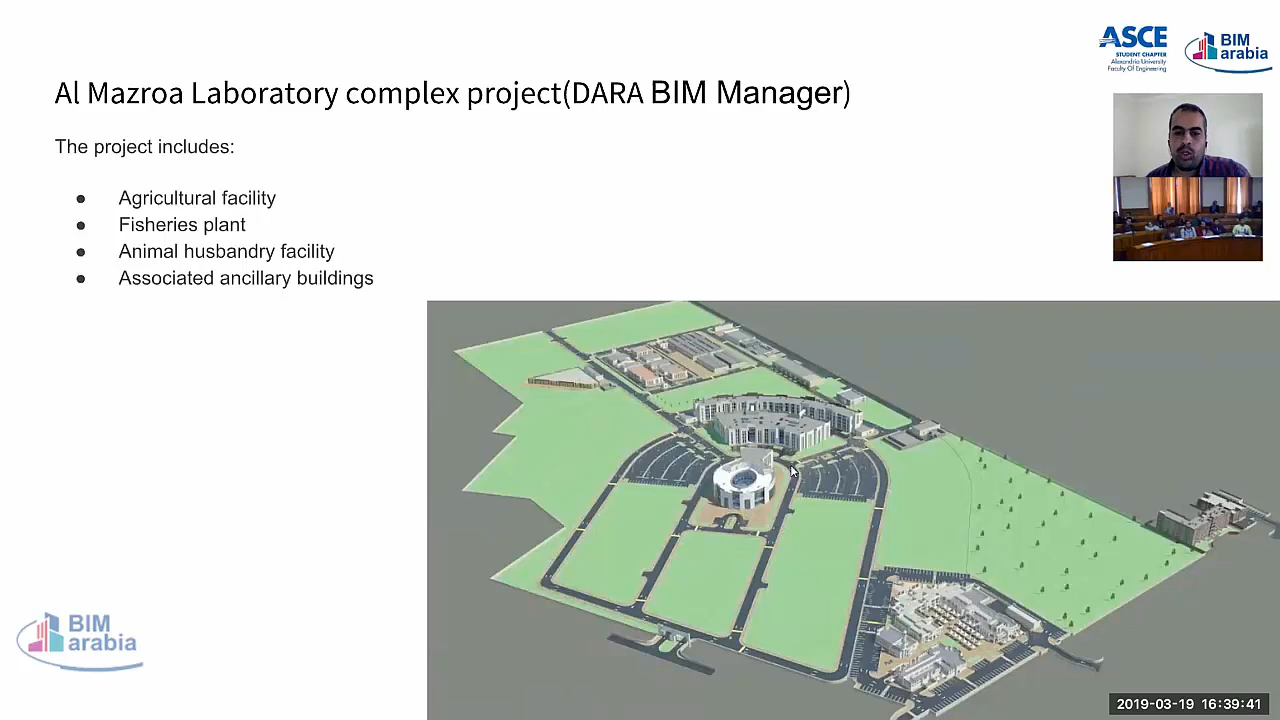 ASCE
STUDENT CHAPTER
Alexandria University
Faculty Of Engineering
BIM
arabia
Al Mazroa Laboratory complex project(DARA BIM Manager)
The project includes:
● Agricultural facility
● Fisheries plant
● Animal husbandry facility
● Associated ancillary buildings
BIM
arabia
2019-03-19 16:39:41